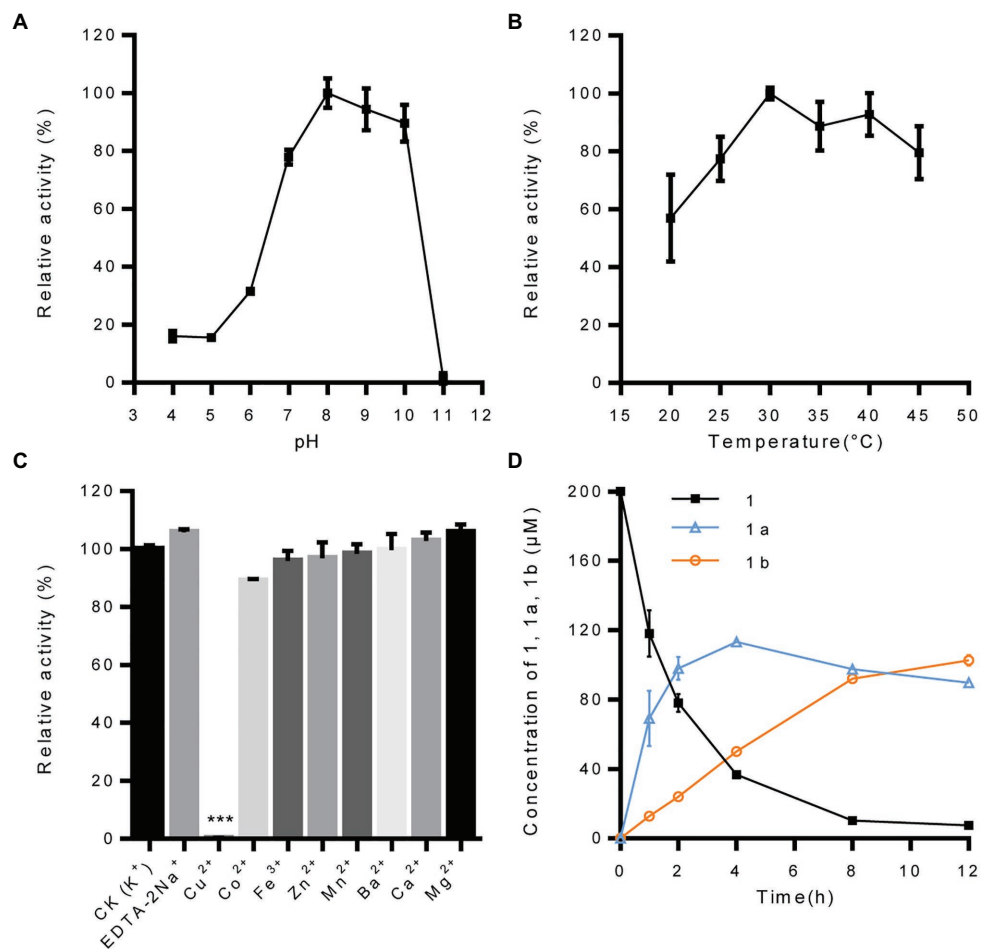 A
Relative activity (%)
120
100
80
60
40
20
0
3 4 5 6 7 8 9 10 11 12
pH
B
Relative activity (%)
120
100
80
60
40
20
0
15 20 25 30 35 40 45 50
Temperature(°C)
C
Relative activity (%)
120
100
80
60
40
20
0
***
CK (K⁺)
EDTA-2Na⁺
Cu²⁺
Co²⁺
Fe³⁺
Zn²⁺
Mn²⁺
Ba²⁺
Ca²⁺
Mg²⁺
D
Concentration of 1, 1a, 1b (µM)
200
160
120
80
40
0
1
1a
1b
0 2 4 6 8 10 12
Time(h)